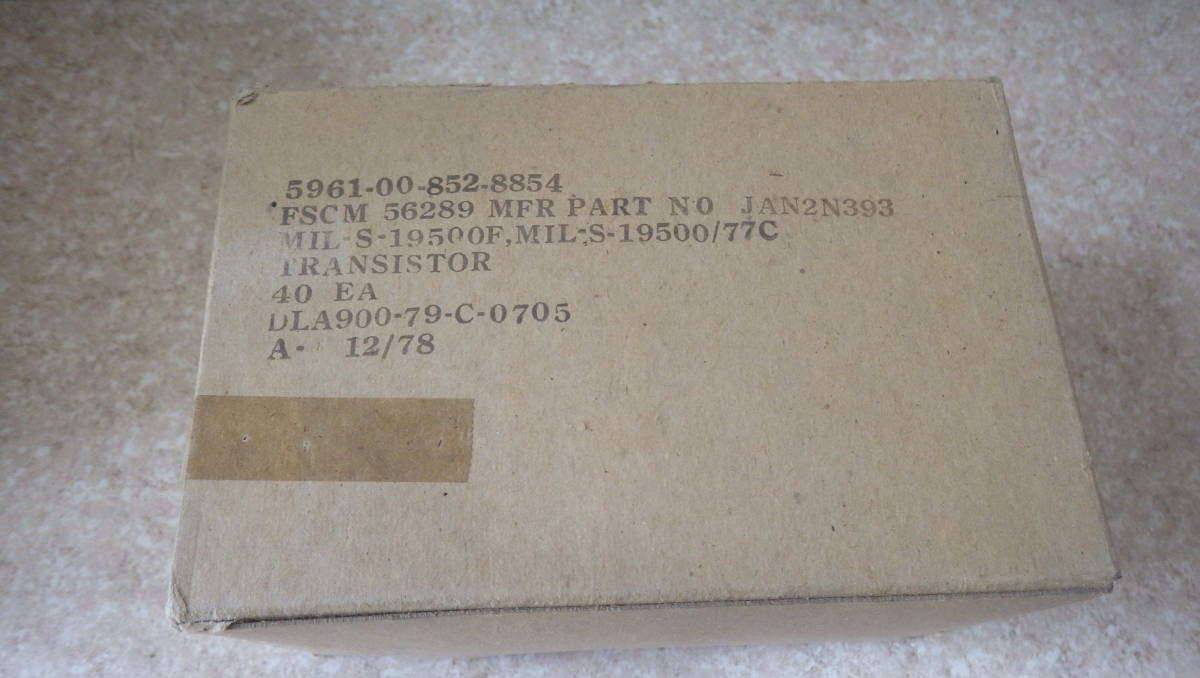 5961-00-852-8854
FSCM 56289 MFR PART NO JAN2N393
MIL-S-19500F,MIL-S-19500/77C
TRANSISTOR
40 EA
DLA900-79-C-0705
A- 12/78